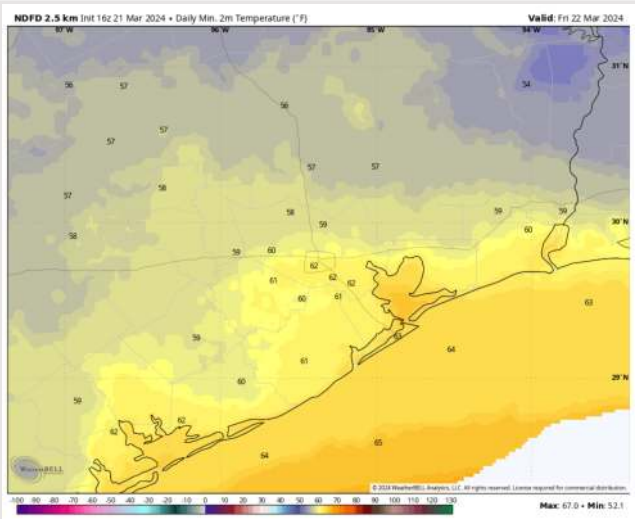 NDFD 2.5 km Init 16z 21 Mar 2024 • Daily Min. 2m Temperature (°F)
Valid: Fri 22 Mar 2024
97°W 96°W 95°W 94°W
31°N
56 57 54
56
57
57
57 57
57 58
58 59 59
30°N
58 59 60
59 60
62
61 62 62
60 61
63
59 63
64
61
29°N
60
59
62 62
65
64
WeatherBELL
© 2024 WeatherBELL Analytics, LLC. All rights reserved. License required for commercial distribution.
-100 -90 -80 -70 -60 -50 -40 -30 -20 -10 0 10 20 30 40 50 60 70 80 90 100 110 120 130
Max: 67.0 • Min: 52.1